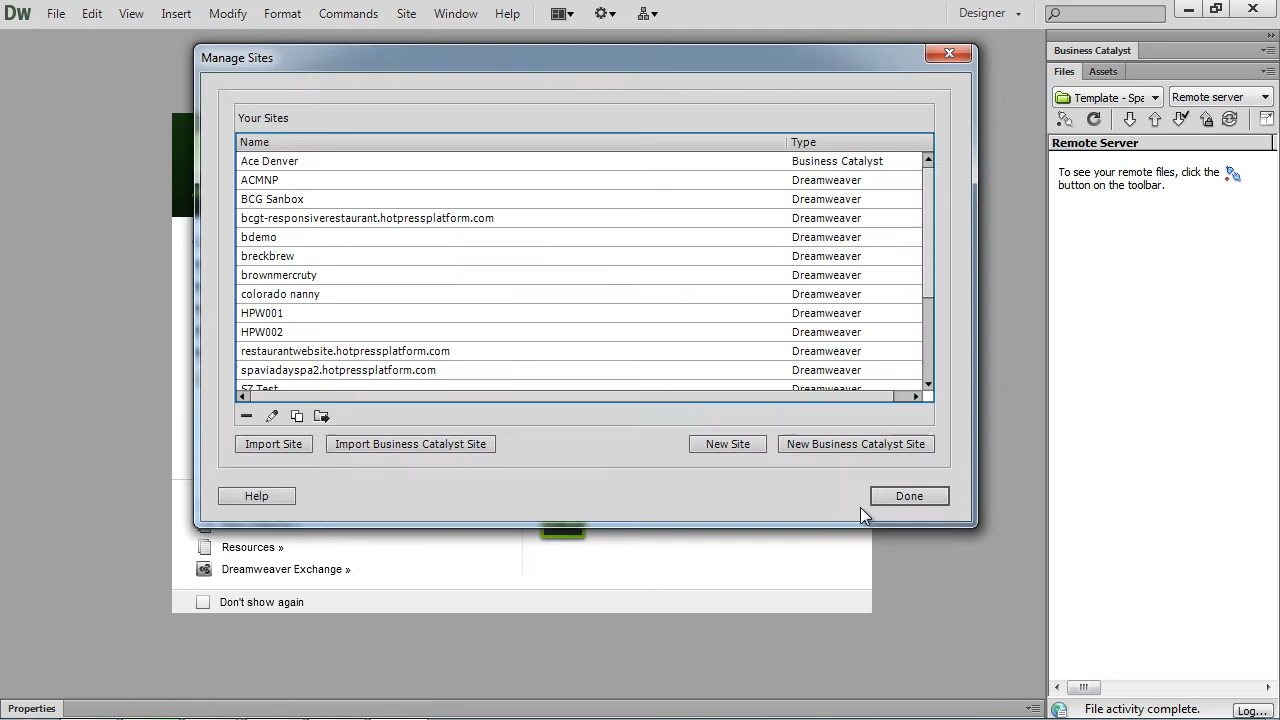 Dw File Edit View Insert Modify Format Commands Site Window Help Designer
Business Catalyst
Files Assets
Template - Spa Remote server
Remote Server
To see your remote files, click the
button on the toolbar.
Manage Sites
Your Sites
Name Type
Ace Denver Business Catalyst
ACMNP Dreamweaver
BCG Sanbox Dreamweaver
bcgt-responsiverestaurant.hotpressplatform.com Dreamweaver
bdemo Dreamweaver
breckbrew Dreamweaver
brownmercruty Dreamweaver
colorado nanny Dreamweaver
HPW001 Dreamweaver
HPW002 Dreamweaver
restaurantwebsite.hotpressplatform.com Dreamweaver
spaviadayspa2.hotpressplatform.com Dreamweaver
SZ Test Dreamweaver
Import Site Import Business Catalyst Site New Site New Business Catalyst Site
Help Done
Resources »
Dreamweaver Exchange »
Don't show again
Properties
File activity complete. Log...